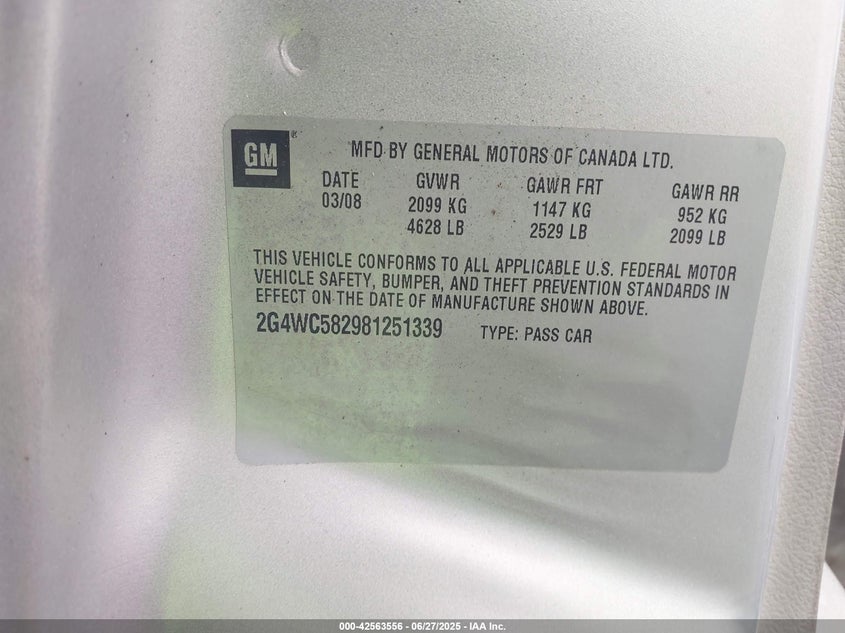 GM®
MFD BY GENERAL MOTORS OF CANADA LTD.
DATE GVWR GAWR FRT GAWR RR
03/08 2099 KG 1147 KG 952 KG
4628 LB 2529 LB 2099 LB
THIS VEHICLE CONFORMS TO ALL APPLICABLE U.S. FEDERAL MOTOR
VEHICLE SAFETY, BUMPER, AND THEFT PREVENTION STANDARDS IN
EFFECT ON THE DATE OF MANUFACTURE SHOWN ABOVE.
2G4WC582981251339 TYPE: PASS CAR
000-42563556 - 06/27/2025 - IAA Inc.